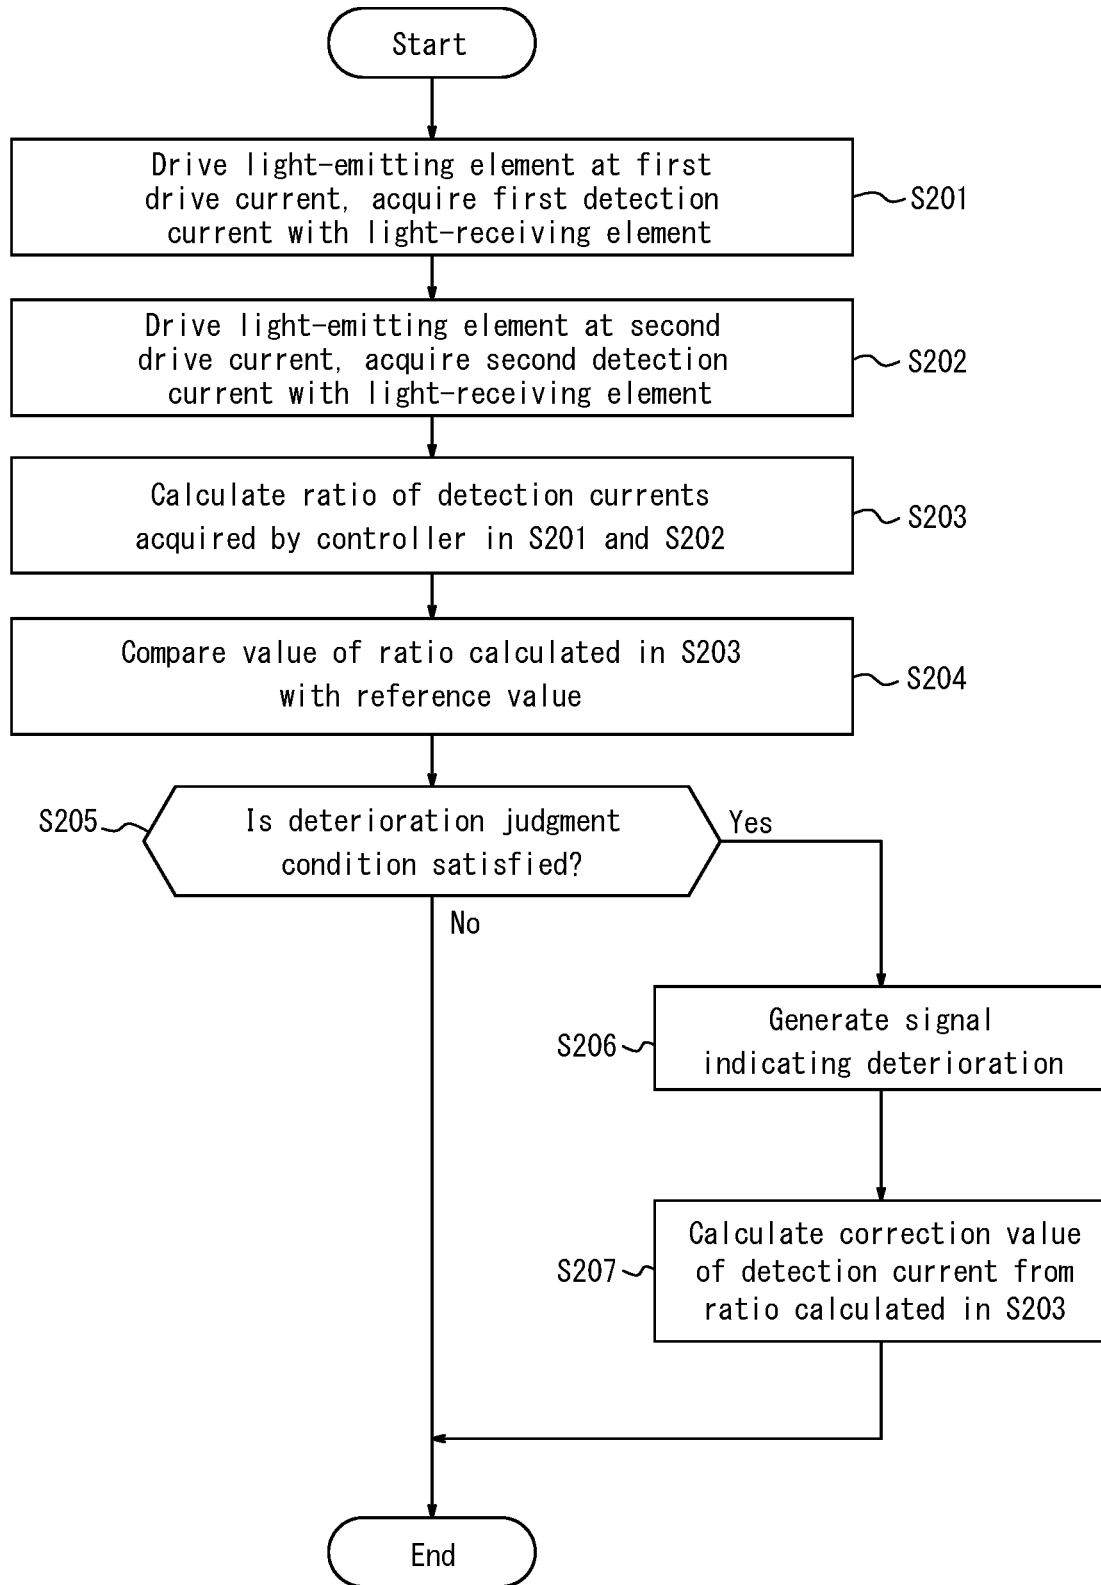 Start
Drive light-emitting element at first
drive current, acquire first detection
current with light-receiving element
S201
Drive light-emitting element at second
drive current, acquire second detection
current with light-receiving element
S202
Calculate ratio of detection currents
acquired by controller in S201 and S202
S203
Compare value of ratio calculated in S203
with reference value
S204
S205
Is deterioration judgment
condition satisfied?
Yes
No
S206
Generate signal
indicating deterioration
S207
Calculate correction value
of detection current from
ratio calculated in S203
End